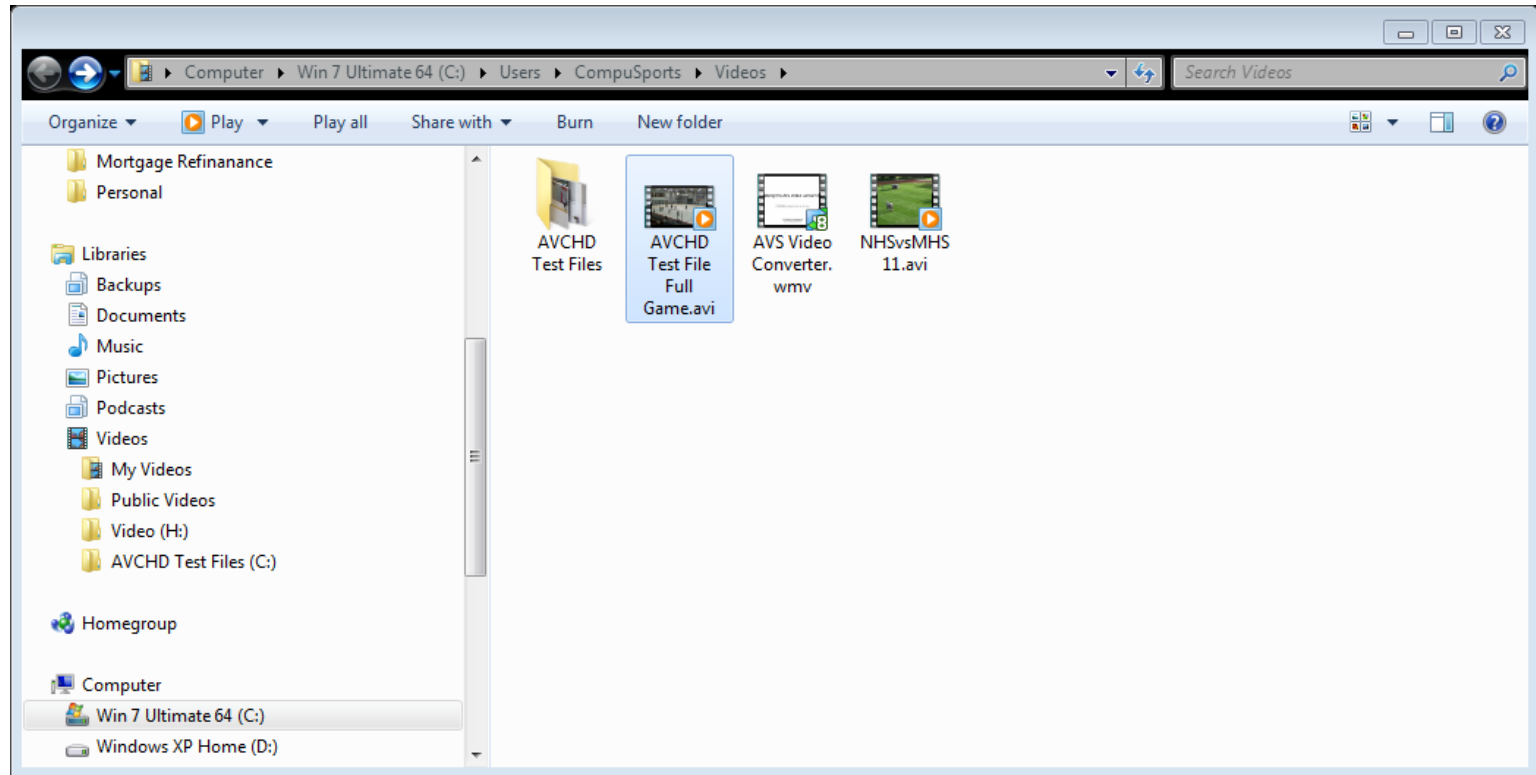 Computer ▸ Win 7 Ultimate 64 (C:) ▸ Users ▸ CompuSports ▸ Videos ▸
Search Videos
Organize Play Play all Share with Burn New folder
Mortgage Refinanance
Personal
Libraries
Backups
Documents
Music
Pictures
Podcasts
Videos
My Videos
Public Videos
Video (H:)
AVCHD Test Files (C:)
Homegroup
Computer
Win 7 Ultimate 64 (C:)
Windows XP Home (D:)
AVCHD
Test Files
AVCHD
Test File
Full
Game.avi
AVS Video
Converter.
wmv
NHSvsMHS
11.avi